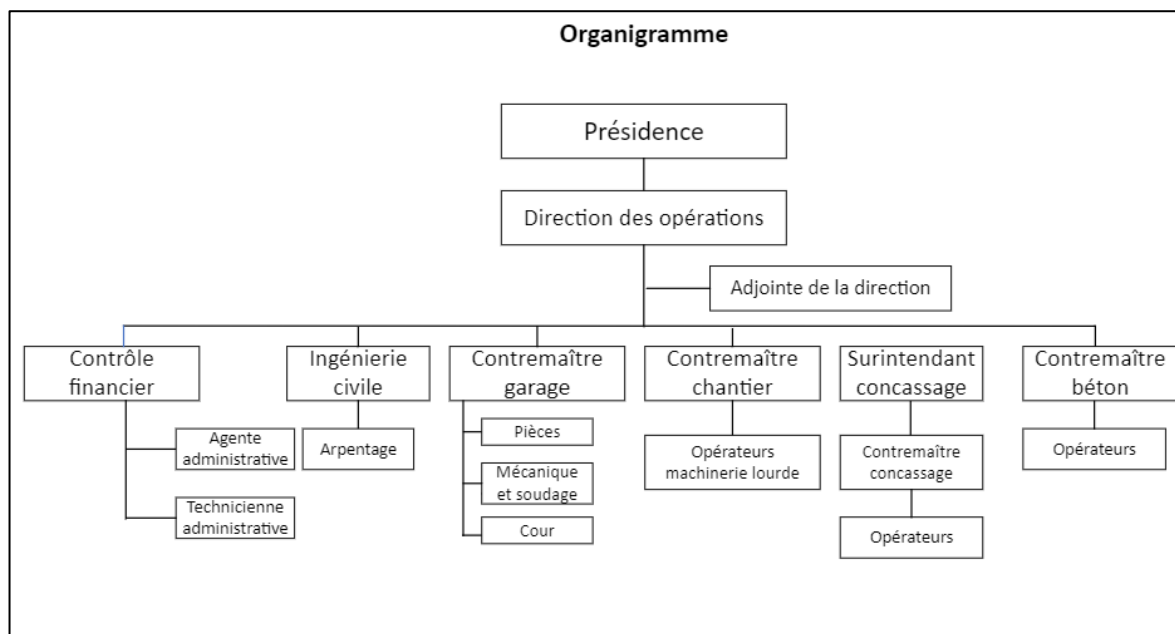 Organigramme
Présidence
Direction des opérations
Adjointe de la direction
Contrôle
financier
Ingénierie
civile
Contremaître
garage
Contremaître
chantier
Surintendant
concassage
Contremaître
béton
Agente
administrative
Technicienne
administrative
Arpentage
Pièces
Mécanique
et soudage
Cour
Opérateurs
machinerie lourde
Contremaître
concassage
Opérateurs
Opérateurs